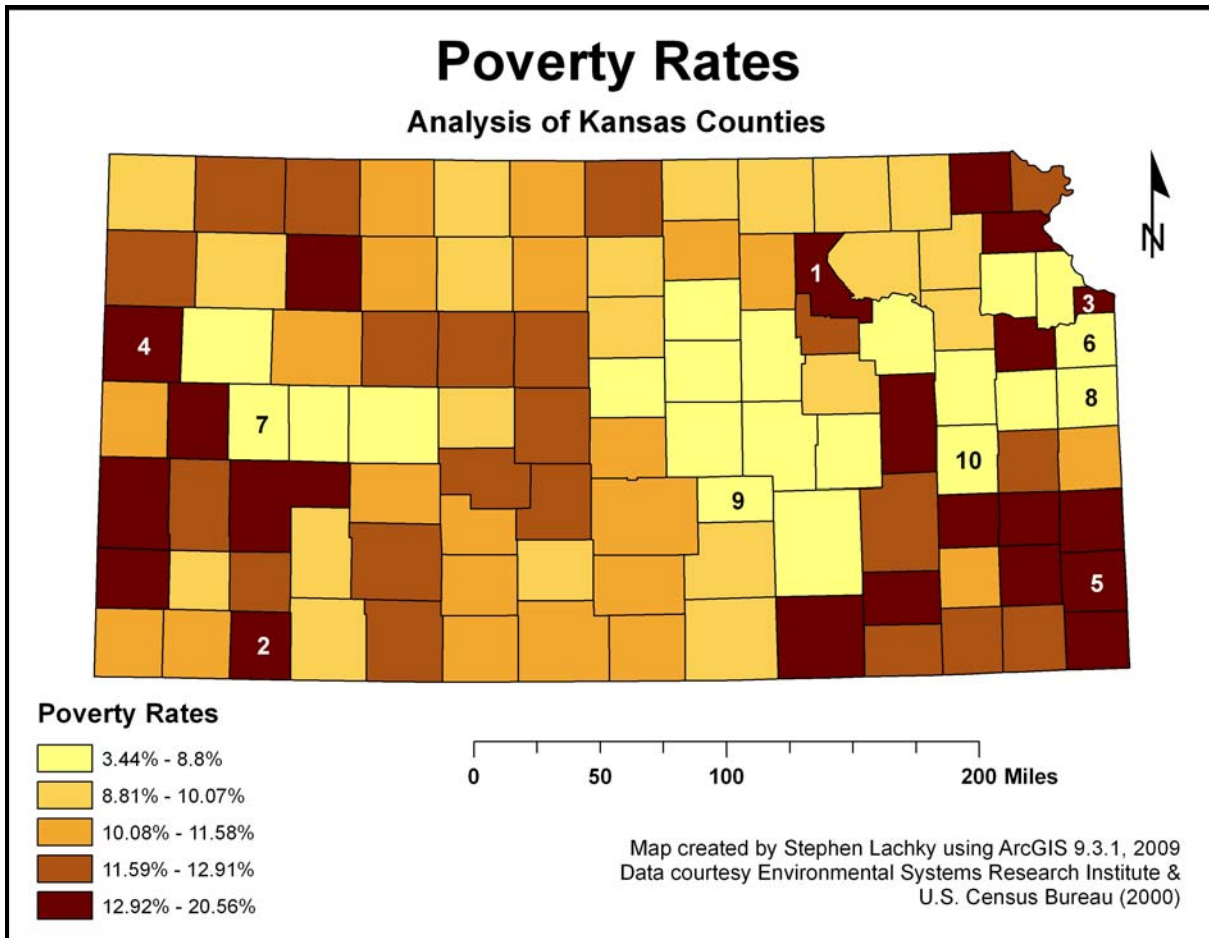 Poverty Rates
Analysis of Kansas Counties
N
1
3
4
6
7
8
10
9
5
2
Poverty Rates
3.44% - 8.8%
8.81% - 10.07%
10.08% - 11.58%
11.59% - 12.91%
12.92% - 20.56%
0 50 100 200 Miles
Map created by Stephen Lachky using ArcGIS 9.3.1, 2009
Data courtesy Environmental Systems Research Institute &
U.S. Census Bureau (2000)